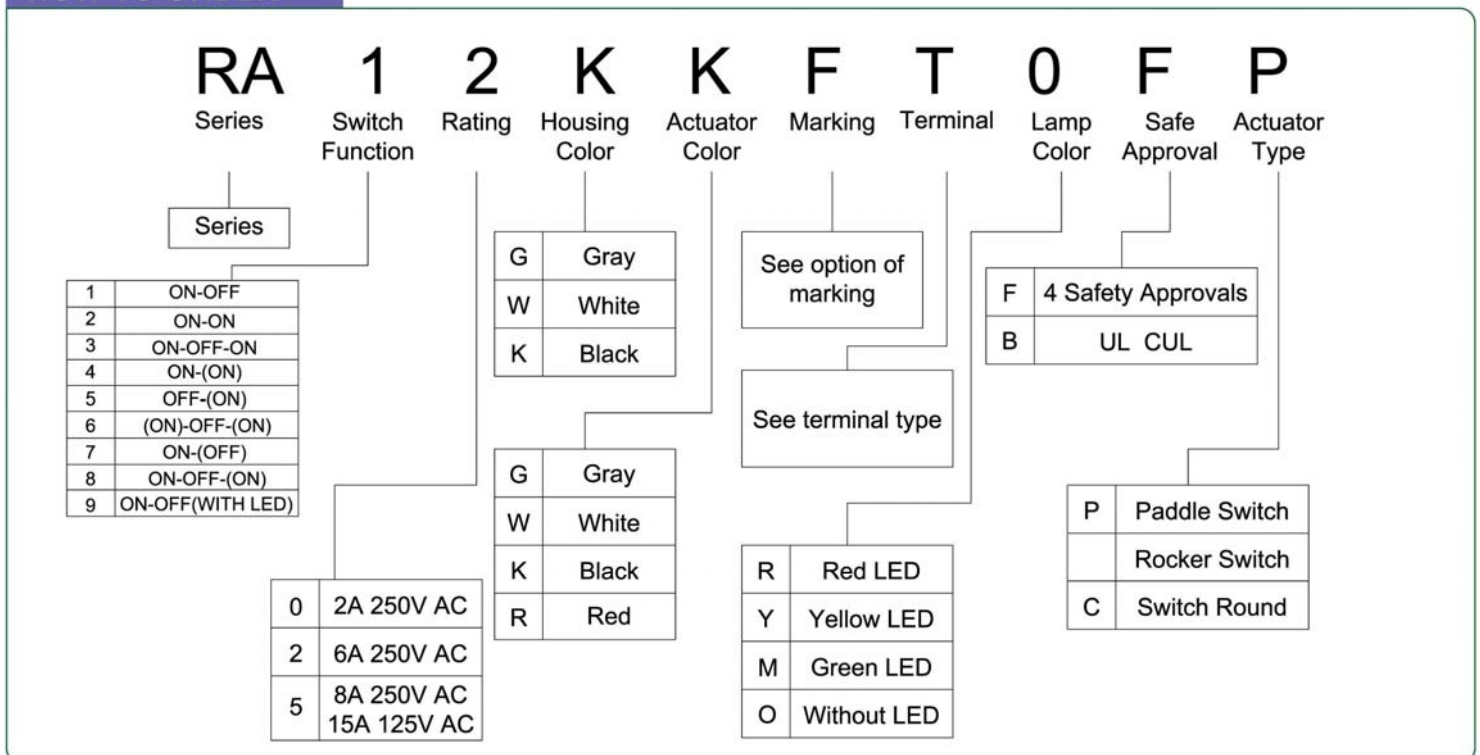 RA 1 2 K K F T 0 F P
Series Switch Function Rating Housing Color Actuator Color Marking Terminal Lamp Color Safe Approval Actuator Type
Series
1 ON-OFF
2 ON-ON
3 ON-OFF-ON
4 ON-(ON)
5 OFF-(ON)
6 (ON)-OFF-(ON)
7 ON-(OFF)
8 ON-OFF-(ON)
9 ON-OFF(WITH LED)
0 2A 250V AC
2 6A 250V AC
5 8A 250V AC
15A 125V AC
G Gray
W White
K Black
G Gray
W White
K Black
R Red
See option of
marking
See terminal type
R Red LED
Y Yellow LED
M Green LED
O Without LED
F 4 Safety Approvals
B UL CUL
P Paddle Switch
Rocker Switch
C Switch Round